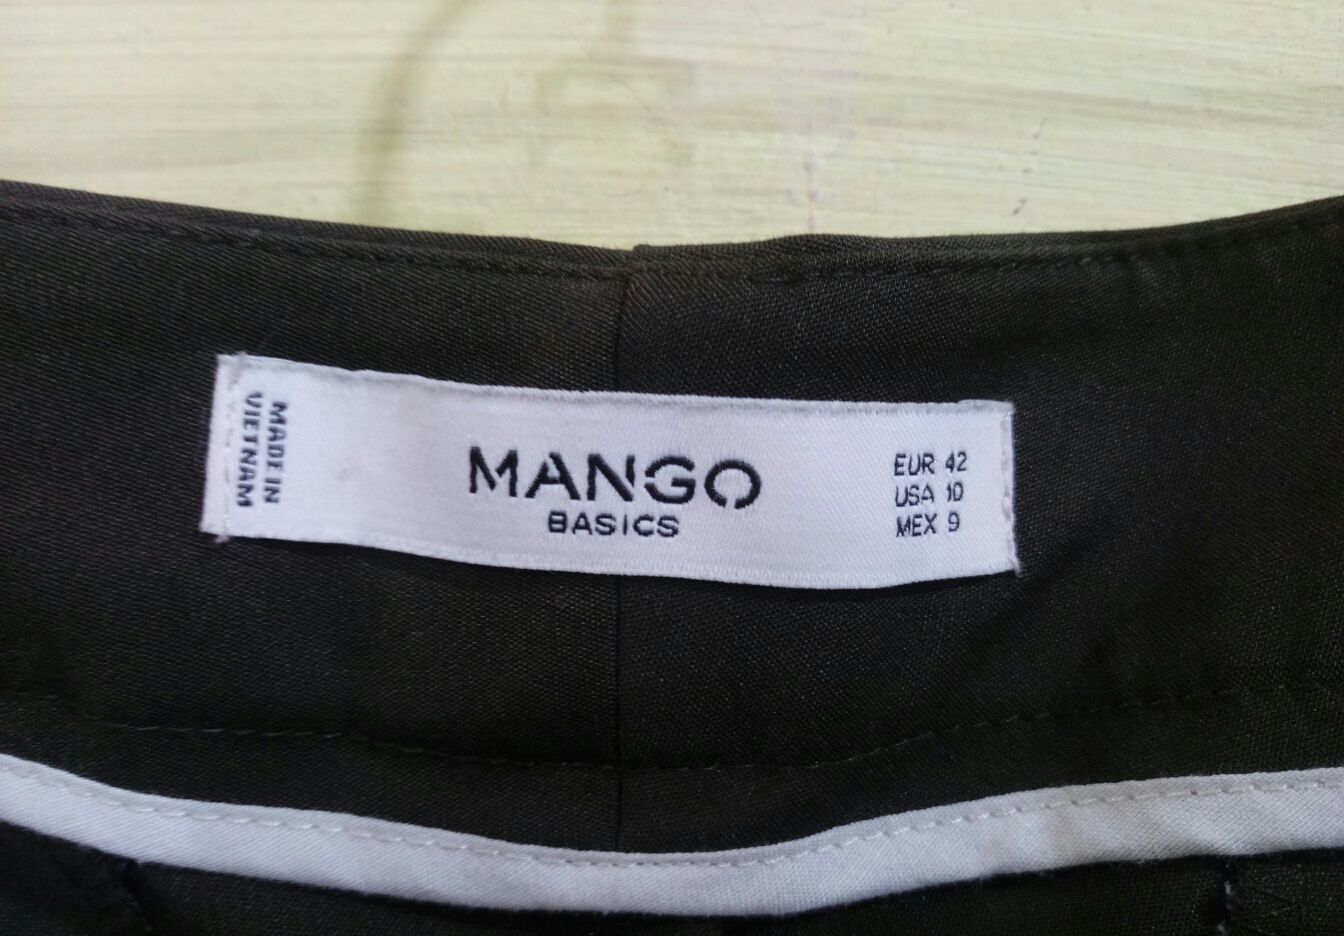 MADE IN
VIETNAM
MANGO
BASICS
EUR 42
USA 10
MEX 9